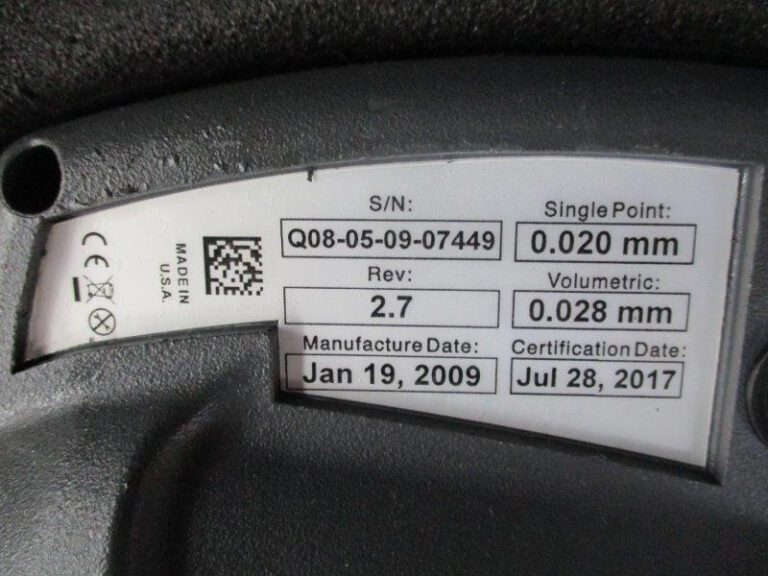 CE
MADE IN
U.S.A.
S/N:
Q08-05-09-07449
Rev:
2.7
Manufacture Date:
Jan 19, 2009
Single Point:
0.020 mm
Volumetric:
0.028 mm
Certification Date:
Jul 28, 2017